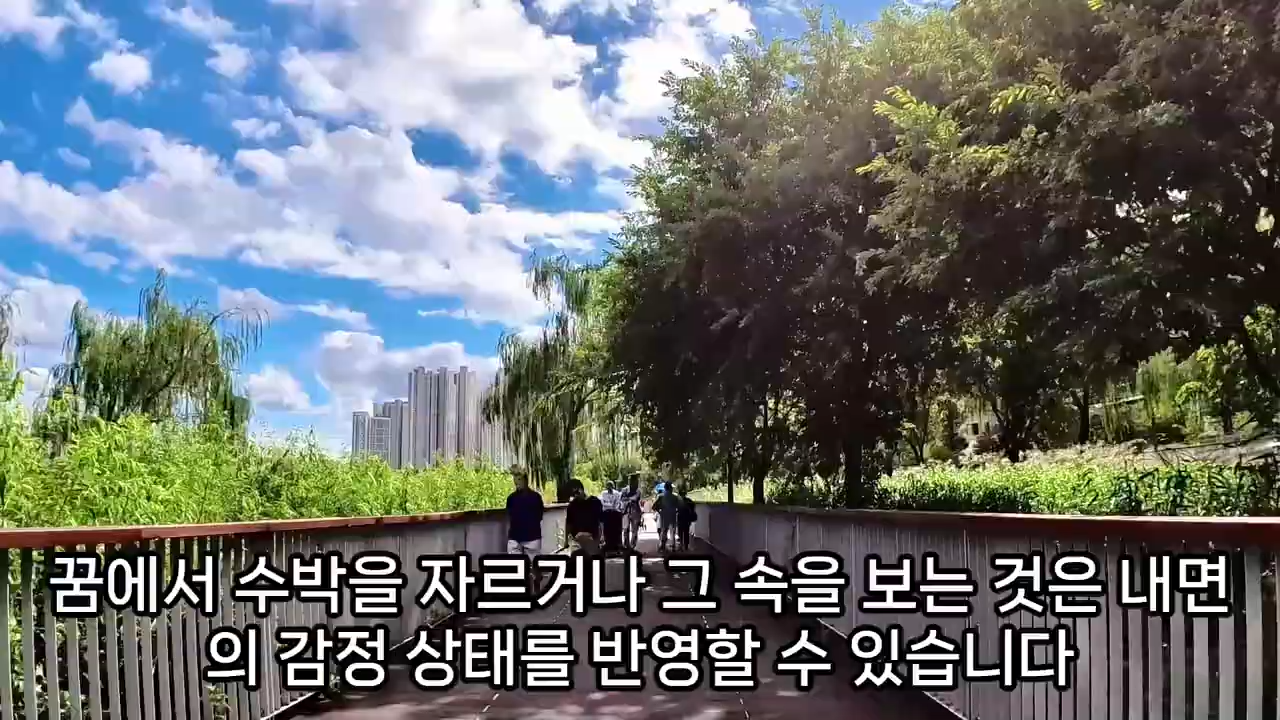 꿈에서 수박을 자르거나 그 속을 보는 것은 내면
의 감정 상태를 반영할 수 있습니다